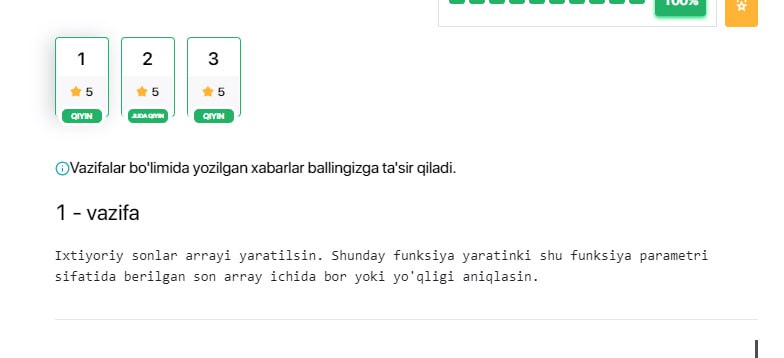 100%
1
2
3
5
5
5
QIYIN
JUDA QIYIN
QIYIN
Vazifalar bo'limida yozilgan xabarlar ballingizga ta'sir qiladi.
1 - vazifa
Ixtiyoriy sonlar arrayi yaratilsin. Shunday funksiya yaratinki shu funksiya parametri
sifatida berilgan son array ichida bor yoki yo'qligi aniqlasin.